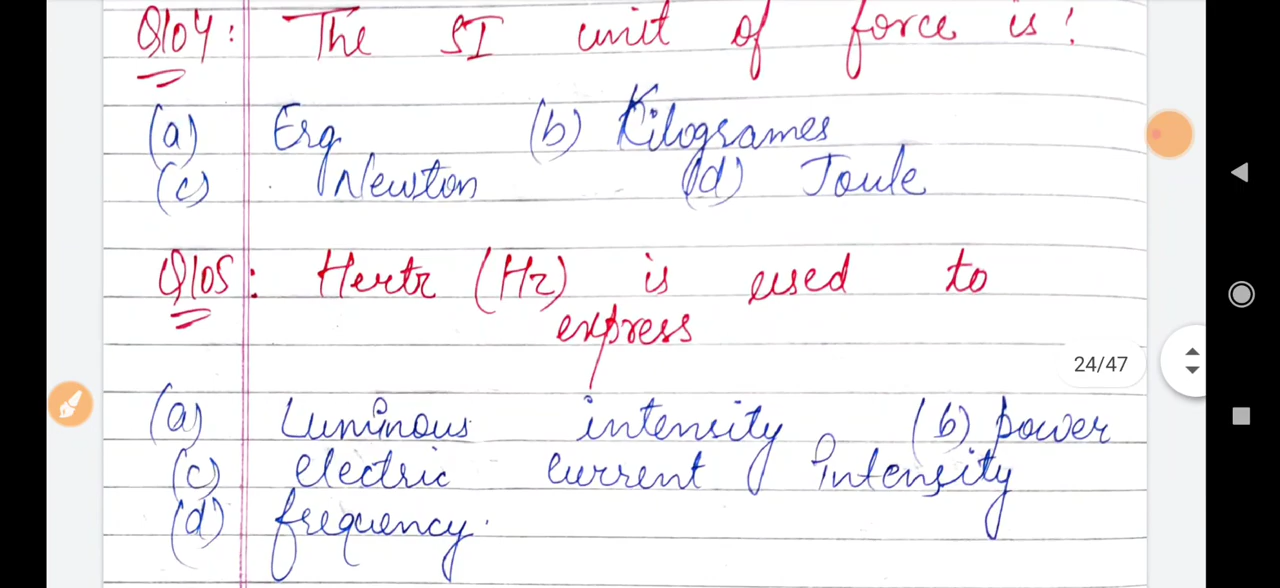 Q104: The SI unit of force is!
(a) Erg (b) Kilogrames
(c) Newton (d) Joule
Q105: Hertz (Hz) is used to
express
24/47
(a) Luminous intensity (b) power
(c) electric current intensity
(d) frequency.